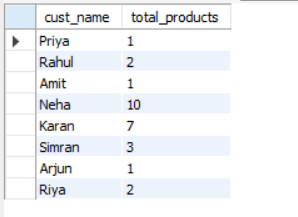 cust_name total_products
Priya 1
Rahul 2
Amit 1
Neha 10
Karan 7
Simran 3
Arjun 1
Riya 2